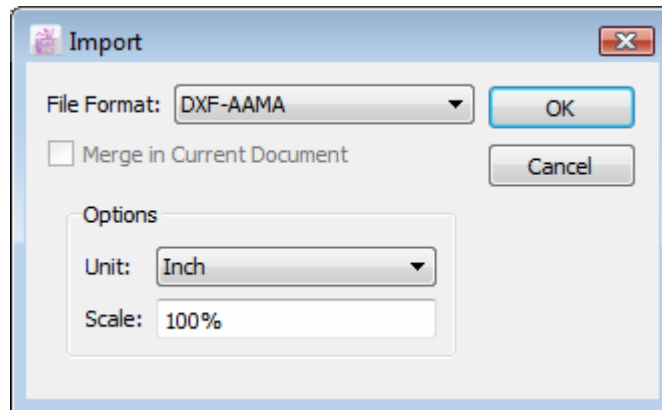 Import
File Format: DXF-AAMA OK
Merge in Current Document Cancel
Options
Unit: Inch
Scale: 100%